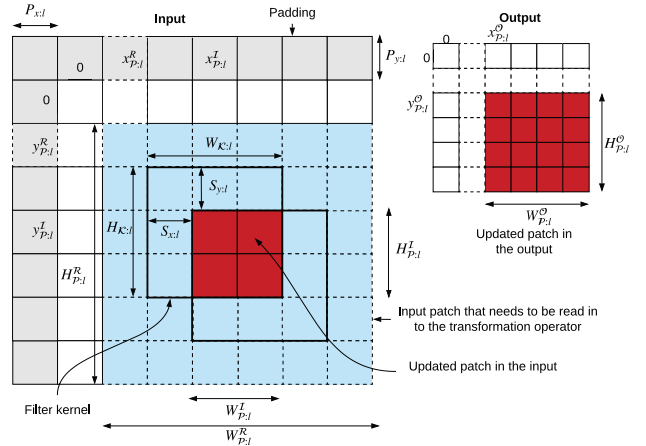 P_{x:l}
Input
Padding
Output
0
x^R_{P:l}
x^I_{P:l}
P_{y:l}
0
x^O_{P:l}
0
0
y^O_{P:l}
H^O_{P:l}
y^R_{P:l}
W_{K:l}
S_{y:l}
H_{K:l}
S_{x:l}
y^I_{P:l}
H^I_{P:l}
H^R_{P:l}
W^O_{P:l}
Updated patch in
the output
Input patch that needs to be read in
to the transformation operator
Updated patch in the input
Filter kernel
W^I_{P:l}
W^R_{P:l}